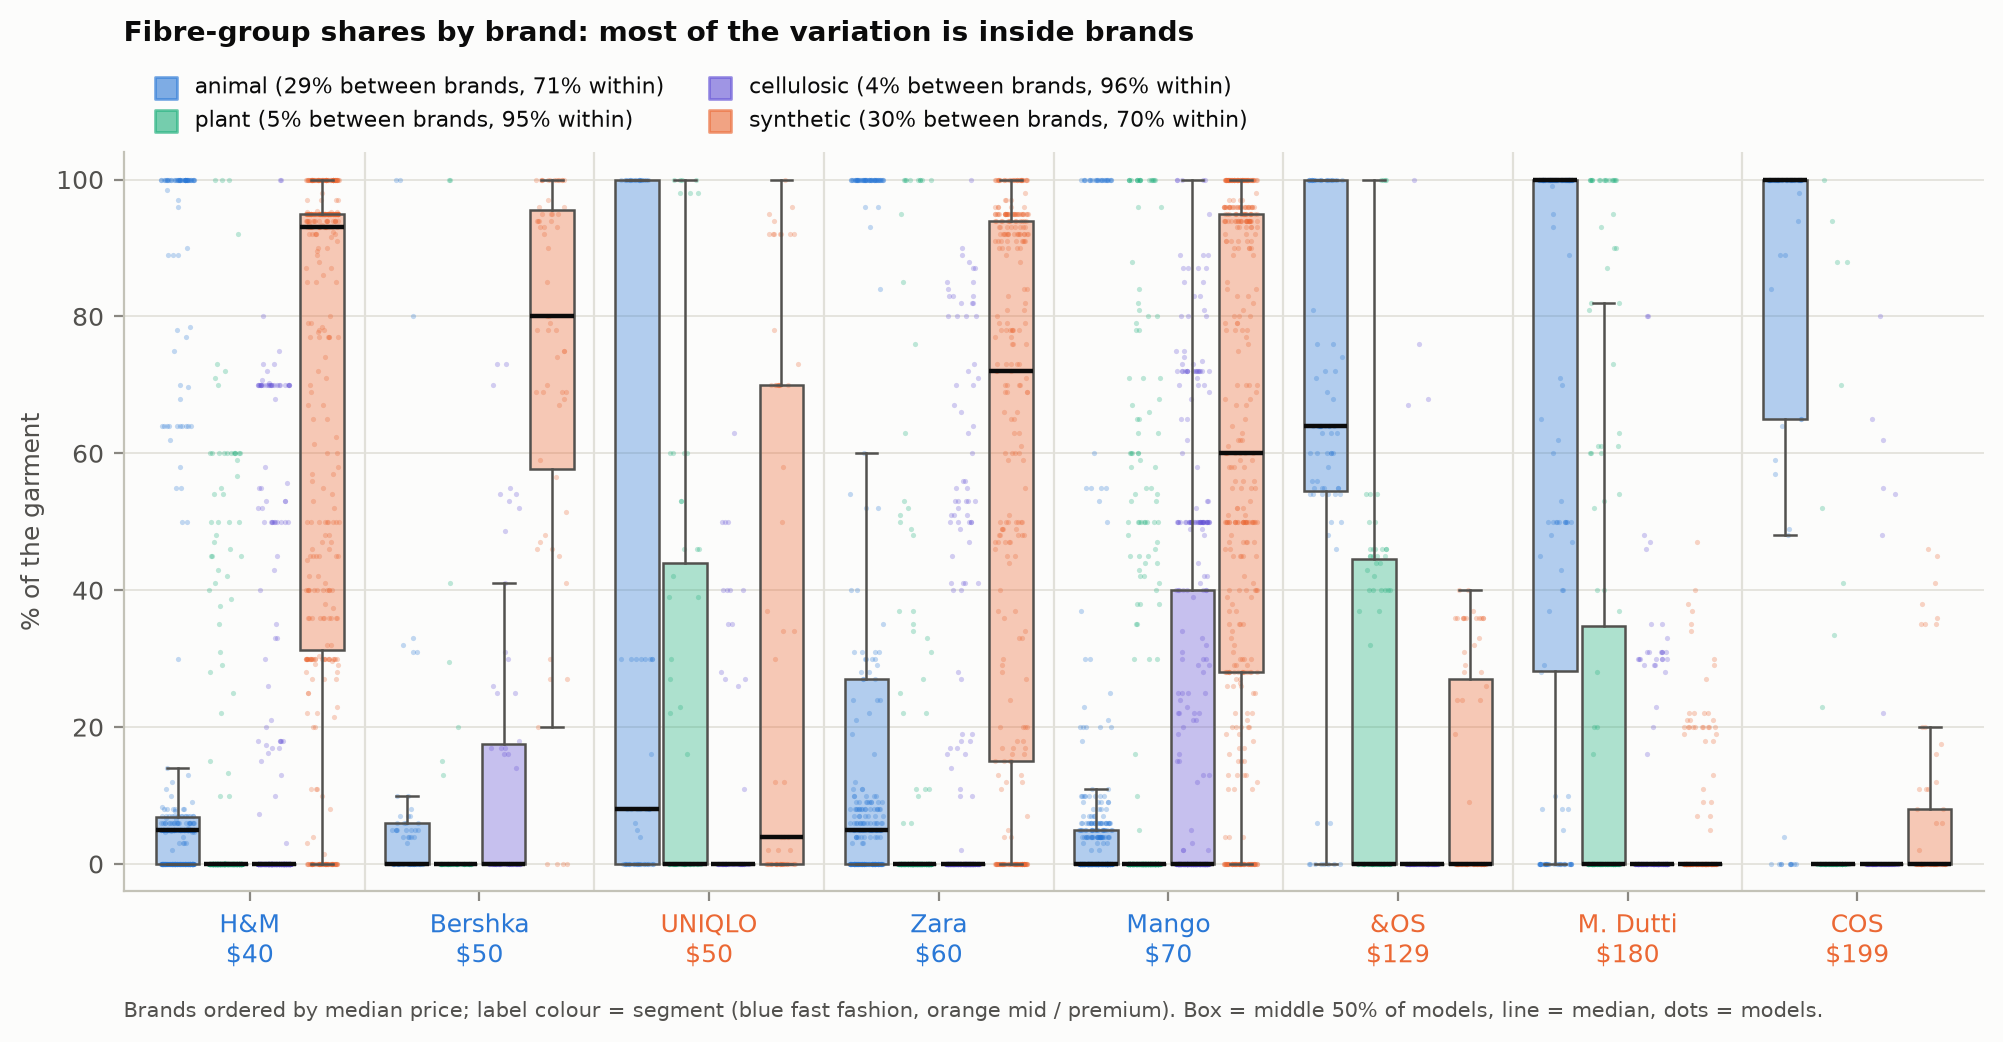 Fibre-group shares by brand: most of the variation is inside brands
animal (29% between brands, 71% within)
cellulosic (4% between brands, 96% within)
plant (5% between brands, 95% within)
synthetic (30% between brands, 70% within)
% of the garment
100
80
60
40
20
0
H&M
$40
Bershka
$50
UNIQLO
$50
Zara
$60
Mango
$70
&OS
$129
M. Dutti
$180
COS
$199
Brands ordered by median price; label colour = segment (blue fast fashion, orange mid / premium). Box = middle 50% of models, line = median, dots = models.